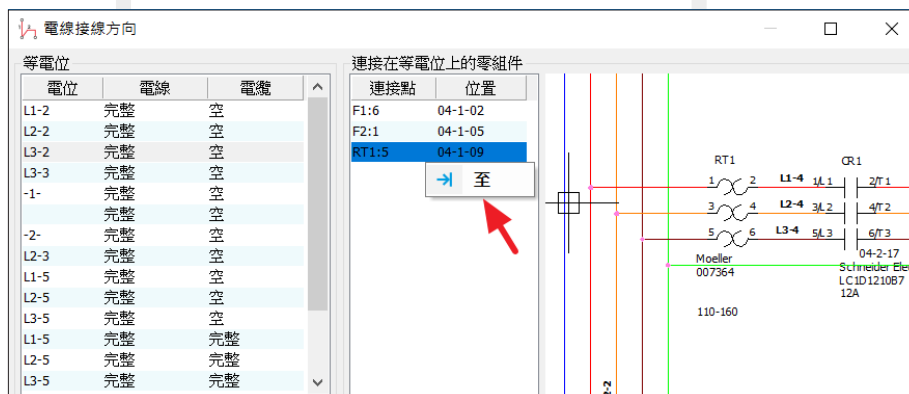 電線接線方向
等電位
電位 電線 電纜
L1-2 完整 空
L2-2 完整 空
L3-2 完整 空
L3-3 完整 空
-1- 完整 空
完整 空
-2- 完整 空
L2-3 完整 空
L1-5 完整 空
L2-5 完整 空
L3-5 完整 空
L1-5 完整 完整
L2-5 完整 完整
L3-5 完整 完整
連接在等電位上的零組件
連接點 位置
F1:6 04-1-02
F2:1 04-1-05
RT1:5 04-1-09
至
RT1 CR1
1 2 L1-4 1/L1 2/T1
3 4 L2-4 3/L2 4/T2
5 6 L3-4 5/L3 6/T3
Moeller
007364
110-160
04-2-17
Schneider Ele
LC1D1210B7
12A
2-2